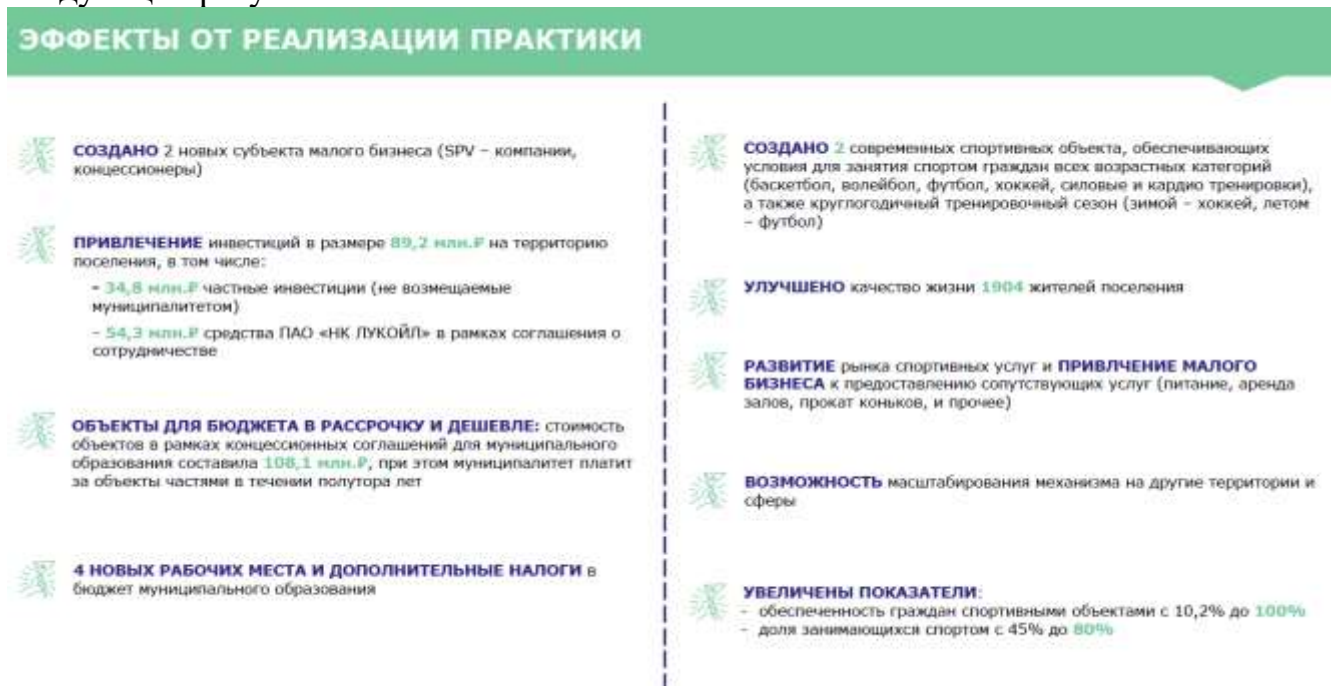 ЭФФЕКТЫ ОТ РЕАЛИЗАЦИИ ПРАКТИКИ
СОЗДАНО 2 новых субъекта малого бизнеса (SPV – компании,
концессионеры)
ПРИВЛЕЧЕНИЕ инвестиций в размере 89,2 млн.₽ на территорию
поселения, в том числе:
- 34,8 млн.₽ частные инвестиции (не возмещаемые
муниципалитетом)
- 54,3 млн.₽ средства ПАО «НК ЛУКОЙЛ» в рамках соглашения о
сотрудничестве
ОБЪЕКТЫ ДЛЯ БЮДЖЕТА В РАССРОЧКУ И ДЕШЕВЛЕ: стоимость
объектов в рамках концессионных соглашений для муниципального
образования составила 108,1 млн.₽, при этом муниципалитет платит
за объекты частями в течении полутора лет
4 НОВЫХ РАБОЧИХ МЕСТА И ДОПОЛНИТЕЛЬНЫЕ НАЛОГИ в
бюджет муниципального образования
СОЗДАНО 2 современных спортивных объекта, обеспечивающих
условия для занятия спортом граждан всех возрастных категорий
(баскетбол, волейбол, футбол, хоккей, силовые и кардио тренировки),
а также круглогодичный тренировочный сезон (зимой – хоккей, летом
– футбол)
УЛУЧШЕНО качество жизни 1904 жителей поселения
РАЗВИТИЕ рынка спортивных услуг и ПРИВЛЧЕНИЕ МАЛОГО
БИЗНЕСА к предоставлению сопутствующих услуг (питание, аренда
залов, прокат коньков, и прочее)
ВОЗМОЖНОСТЬ масштабирования механизма на другие территории и
сферы
УВЕЛИЧЕНЫ ПОКАЗАТЕЛИ:
- обеспеченность граждан спортивными объектами с 10,2% до 100%
- доля занимающихся спортом с 45% до 80%